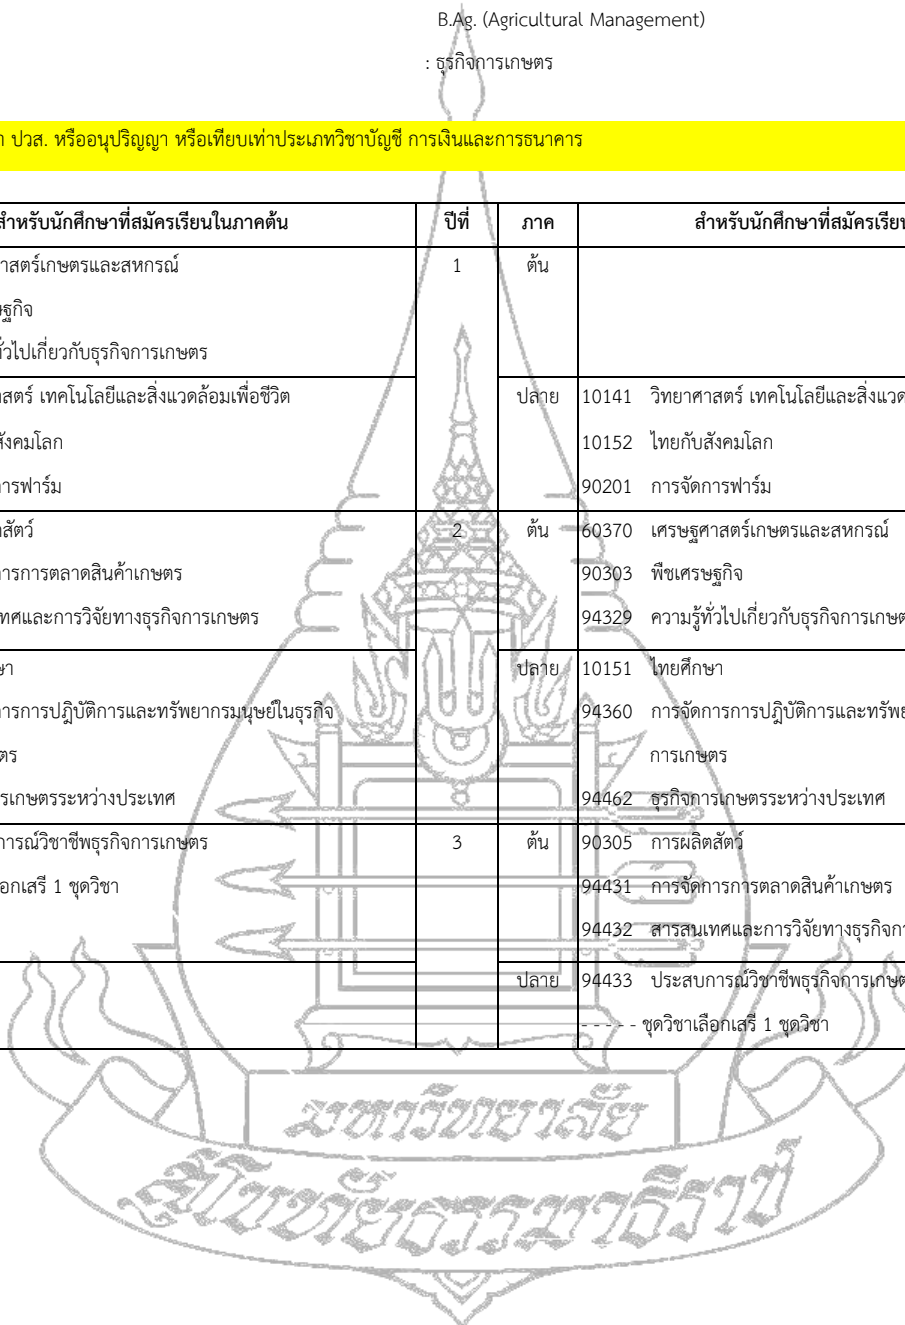 B.Ag. (Agricultural Management)
: ธุรกิจการเกษตร
ปวส. หรืออนุปริญญา หรือเทียบเท่าประเภทวิชาบัญชี การเงินและการธนาคาร
สำหรับนักศึกษาที่สมัครเรียนในภาคต้น ปีที่ ภาค สำหรับนักศึกษาที่สมัครเรียน
าสตร์เกษตรและสหกรณ์ 1 ต้น
ษฐกิจ
ทั่วไปเกี่ยวกับธุรกิจการเกษตร
าสตร์ เทคโนโลยีและสิ่งแวดล้อมเพื่อชีวิต ปลาย 10141 วิทยาศาสตร์ เทคโนโลยีและสิ่งแวด
สังคมโลก 10152 ไทยกับสังคมโลก
การฟาร์ม 90201 การจัดการฟาร์ม
สัตว์ 2 ต้น 60370 เศรษฐศาสตร์เกษตรและสหกรณ์
การการตลาดสินค้าเกษตร 90303 พืชเศรษฐกิจ
ทศและการวิจัยทางธุรกิจการเกษตร 94329 ความรู้ทั่วไปเกี่ยวกับธุรกิจการเกษต
ษา ปลาย 10151 ไทยศึกษา
การการปฏิบัติการและทรัพยากรมนุษย์ในธุรกิจ 94360 การจัดการการปฏิบัติการและทรัพย
ตร การเกษตร
รเกษตรระหว่างประเทศ 94462 ธุรกิจการเกษตรระหว่างประเทศ
การณ์วิชาชีพธุรกิจการเกษตร 3 ต้น 90305 การผลิตสัตว์
อกเสรี 1 ชุดวิชา 94431 การจัดการการตลาดสินค้าเกษตร
94432 สารสนเทศและการวิจัยทางธุรกิจกา
ปลาย 94433 ประสบการณ์วิชาชีพธุรกิจการเกษต
- - - - - ชุดวิชาเลือกเสรี 1 ชุดวิชา
มหาวิทยาลัย
สุโขทัยธรรมาธิราช